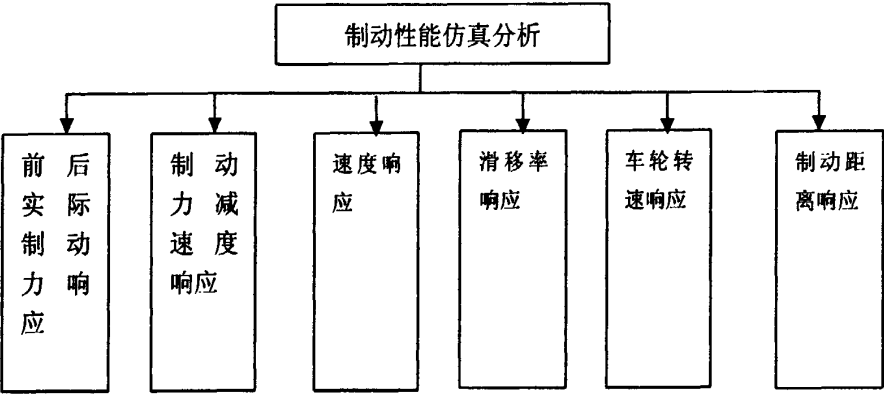 制动性能仿真分析
前后
实际
制动
力响
应
制动
力减
速度
响应
速度响
应
滑移率
响应
车轮转
速响应
制动距
离响应